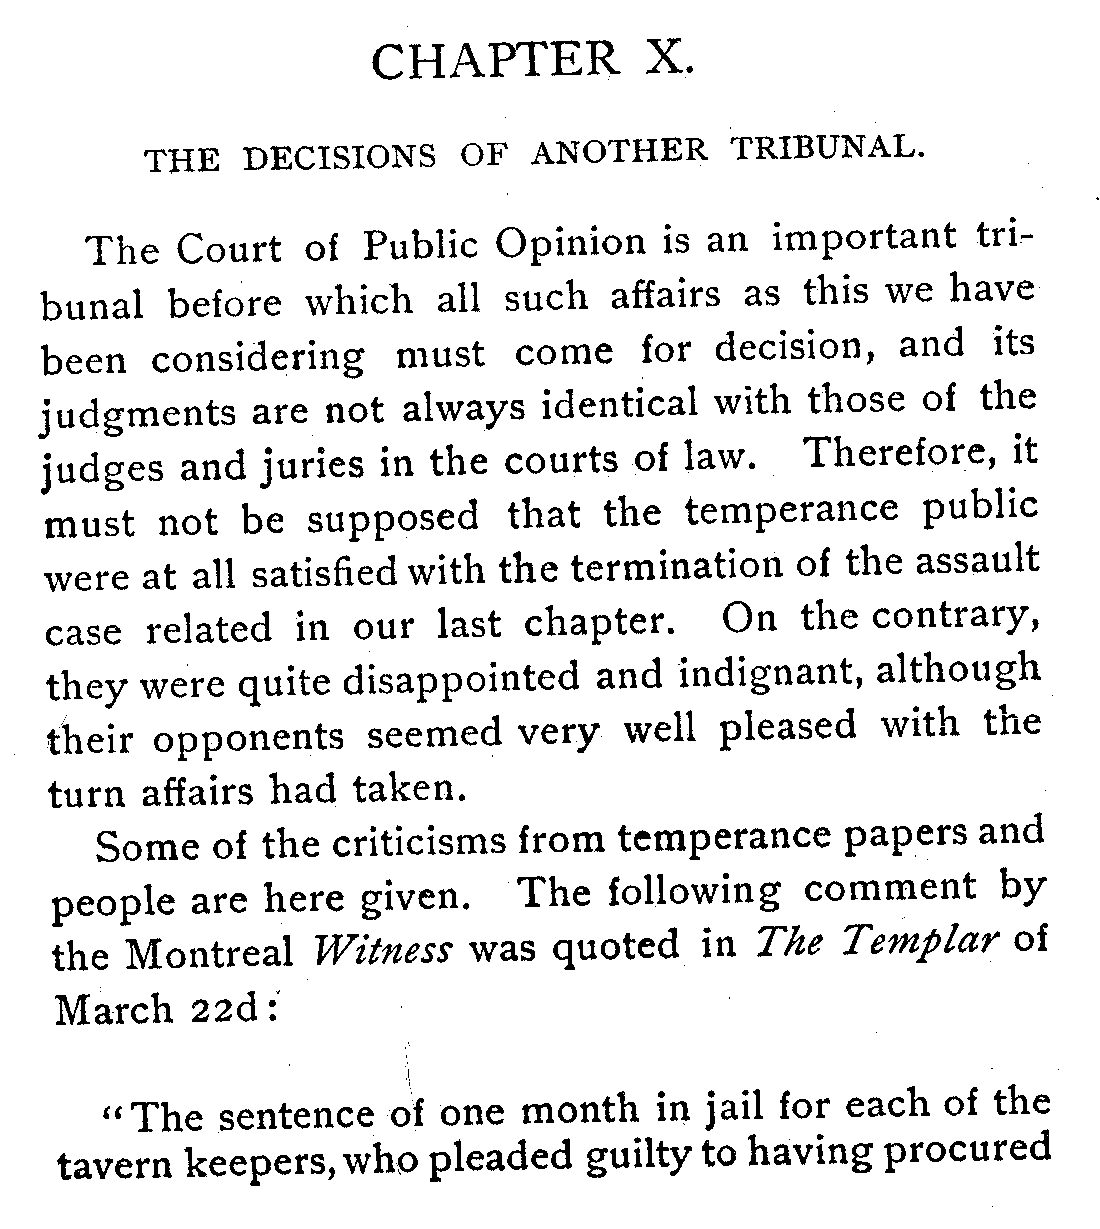 CHAPTER X.
THE DECISIONS OF ANOTHER TRIBUNAL.
The Court of Public Opinion is an important tri-
bunal before which all such affairs as this we have
been considering must come for decision, and its
judgments are not always identical with those of the
judges and juries in the courts of law. Therefore, it
must not be supposed that the temperance public
were at all satisfied with the termination of the assault
case related in our last chapter. On the contrary,
they were quite disappointed and indignant, although
their opponents seemed very well pleased with the
turn affairs had taken.
Some of the criticisms from temperance papers and
people are here given. The following comment by
the Montreal Witness was quoted in The Templar of
March 22d:
“The sentence of one month in jail for each of the
tavern keepers, who pleaded guilty to having procured